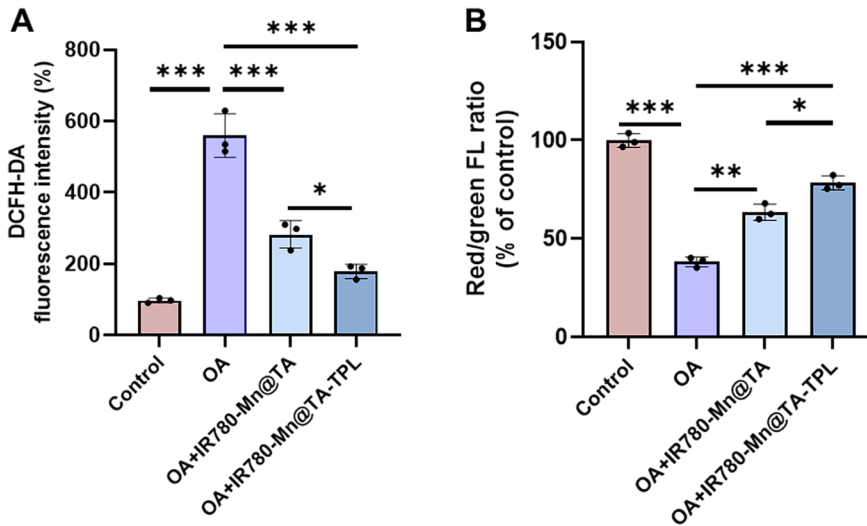 A
DCFH-DA
fluorescence intensity (%)
800
600
400
200
0
***
***
***
*
Control
OA
OA+IR780-Mn@TA
OA+IR780-Mn@TA-TPL
B
Red/green FL ratio
(% of control)
150
100
50
0
***
***
*
**
Control
OA
OA+IR780-Mn@TA
OA+IR780-Mn@TA-TPL